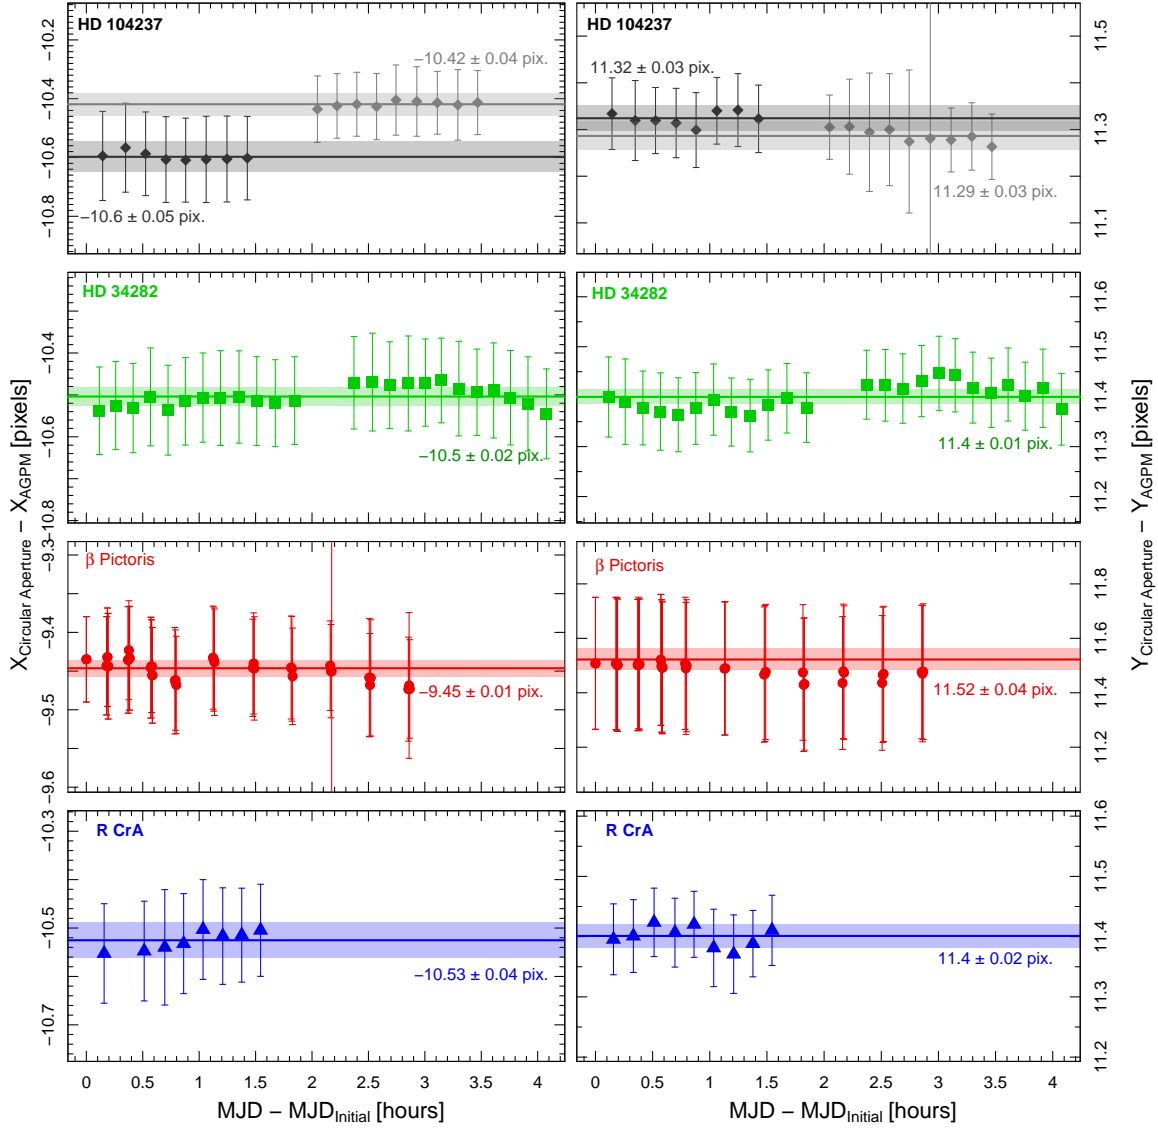 X_Circular Aperture − X_AGPM [pixels]
HD 104237
−10.2
−10.4
−10.6
−10.8
−10.42 ± 0.04 pix.
−10.6 ± 0.05 pix.
HD 104237
11.32 ± 0.03 pix.
11.29 ± 0.03 pix.
11.5
11.3
11.1
HD 34282
−10.4
−10.6
−10.8
−10.5 ± 0.02 pix.
HD 34282
11.4 ± 0.01 pix.
11.6
11.5
11.4
11.3
11.2
β Pictoris
−9.3
−9.4
−9.5
−9.6
−9.45 ± 0.01 pix.
β Pictoris
11.52 ± 0.04 pix.
11.8
11.6
11.4
11.2
R CrA
−10.3
−10.5
−10.7
−10.53 ± 0.04 pix.
R CrA
11.4 ± 0.02 pix.
11.6
11.5
11.4
11.3
11.2
Y_Circular Aperture − Y_AGPM [pixels]
0 0.5 1 1.5 2 2.5 3 3.5 4
0 0.5 1 1.5 2 2.5 3 3.5 4
MJD − MJD_Initial [hours]
MJD − MJD_Initial [hours]